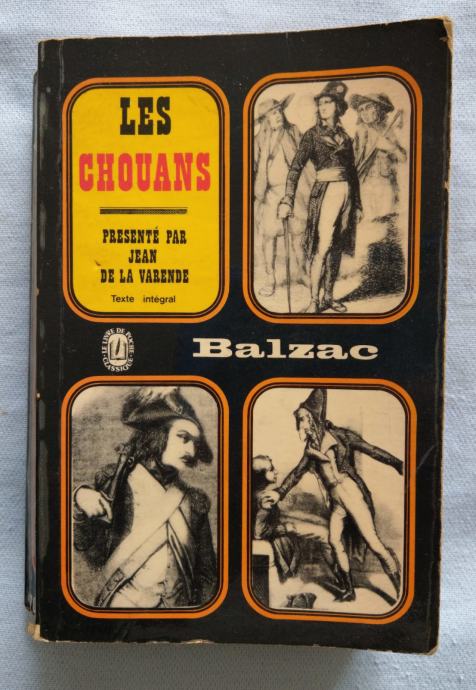 LES
CHOUANS
PRESENTÉ PAR
JEAN
DE LA VARENDE
Texte intégral
LE LIVRE DE POCHE
CLASSIQUE
Balzac